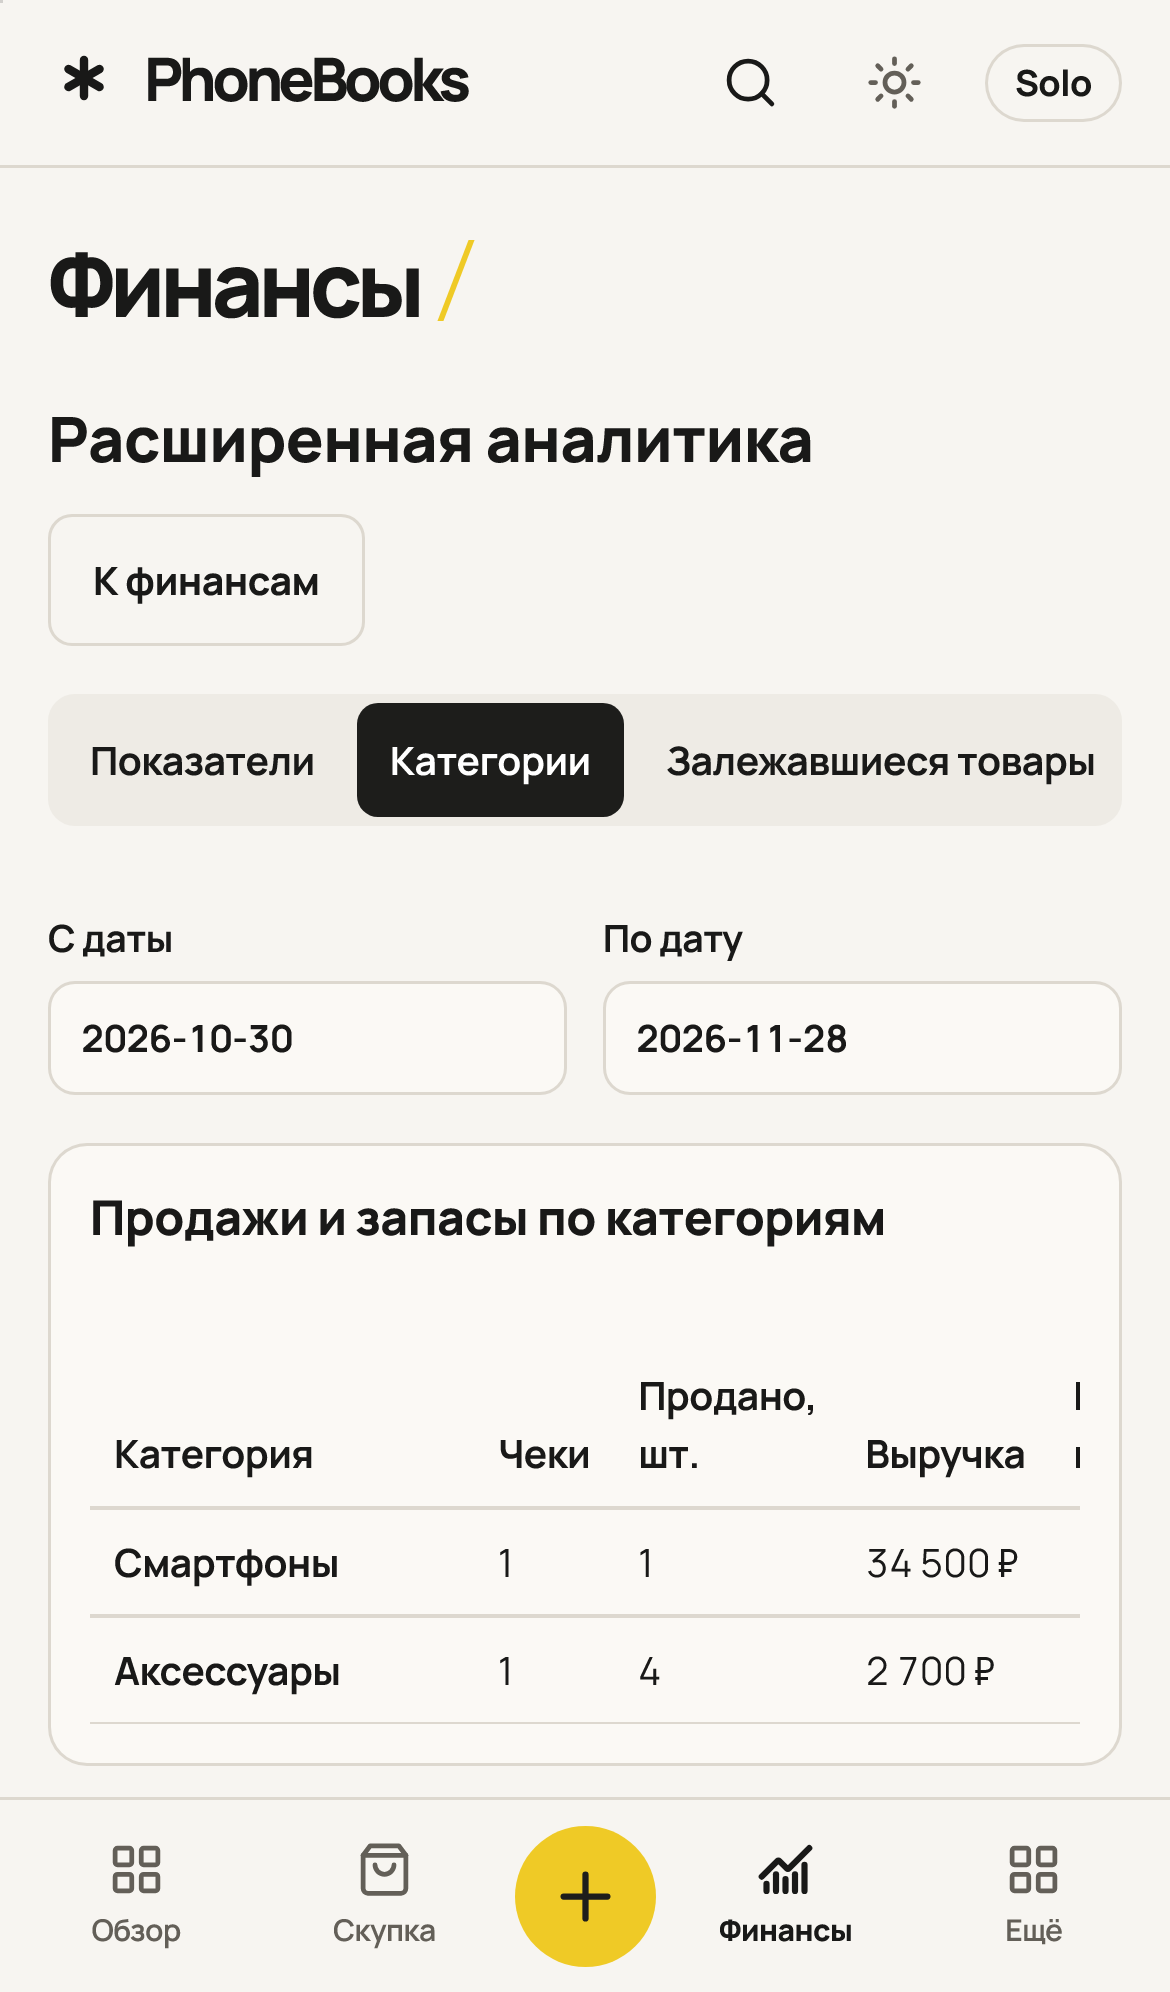 PhoneBooks
Solo
Финансы /
Расширенная аналитика
К финансам
Показатели
Категории
Залежавшиеся товары
С даты
По дату
2026-10-30
2026-11-28
Продажи и запасы по категориям
Категория
Чеки
Продано,
шт.
Выручка
Смартфоны 1 1 34 500 ₽
Аксессуары 1 4 2 700 ₽
Обзор
Скупка
Финансы
Ещё